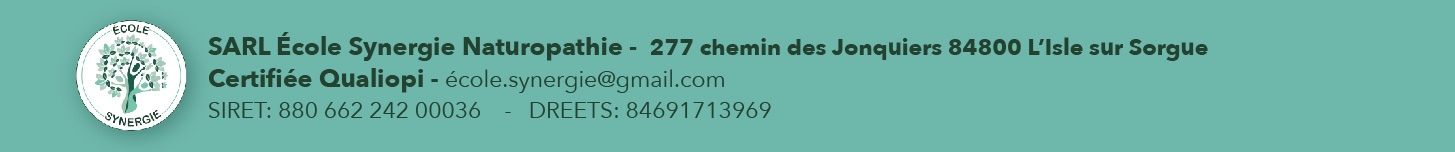 ÉCOLE
SYNERGIE
SARL École Synergie Naturopathie - 277 chemin des Jonquiers 84800 L’Isle sur Sorgue
Certifiée Qualiopi - école.synergie@gmail.com
SIRET: 880 662 242 00036 - DREETS: 84691713969